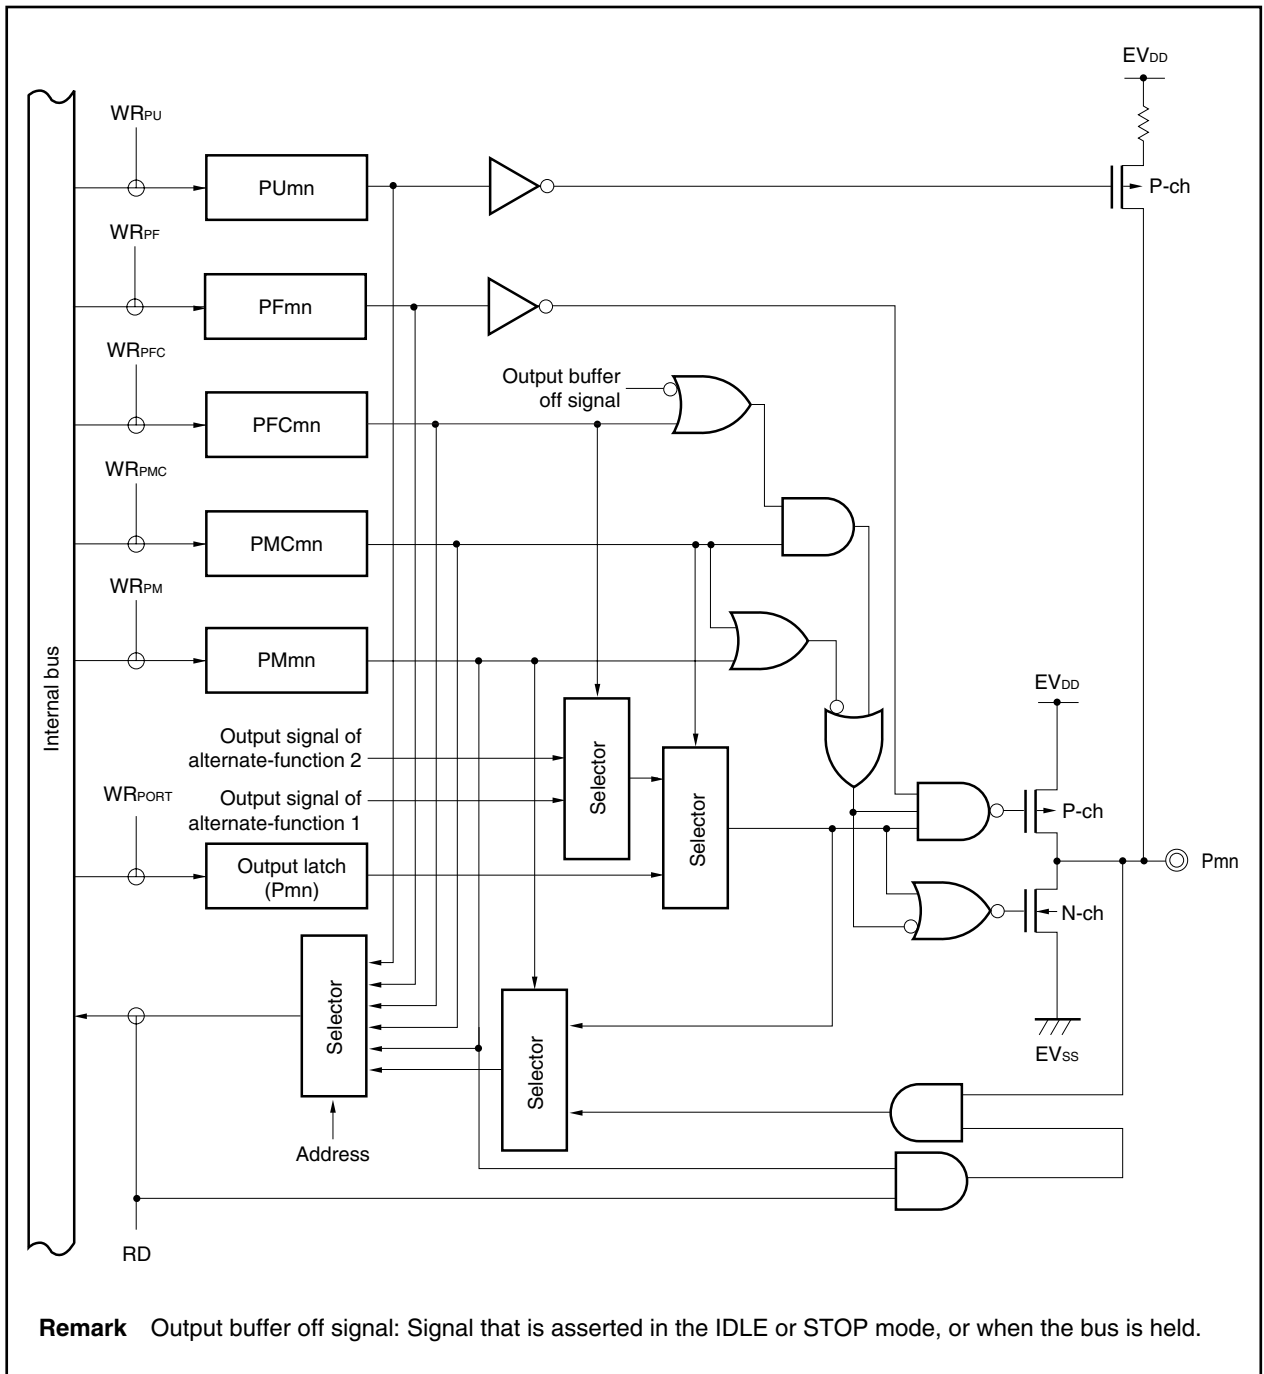 EVDD
WRPU
PUmn
P-ch
WRPF
PFmn
WRPFC
Output buffer
off signal
PFCmn
WRPMC
PMCmn
WRPM
PMmn
Internal bus
EVDD
Output signal of
alternate-function 2
Selector
WRPORT
Output signal of
alternate-function 1
Selector
P-ch
Output latch
(Pmn)
Pmn
N-ch
Selector
Selector
EVSS
Address
RD
Remark Output buffer off signal: Signal that is asserted in the IDLE or STOP mode, or when the bus is held.